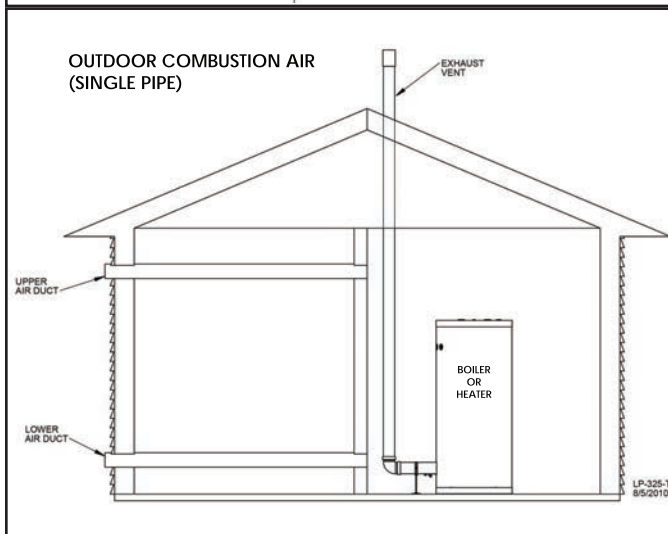 OUTDOOR COMBUSTION AIR
(SINGLE PIPE)
EXHAUST
VENT
UPPER
AIR DUCT
BOILER
OR
HEATER
LOWER
AIR DUCT
LP-325-T
8/5/2010